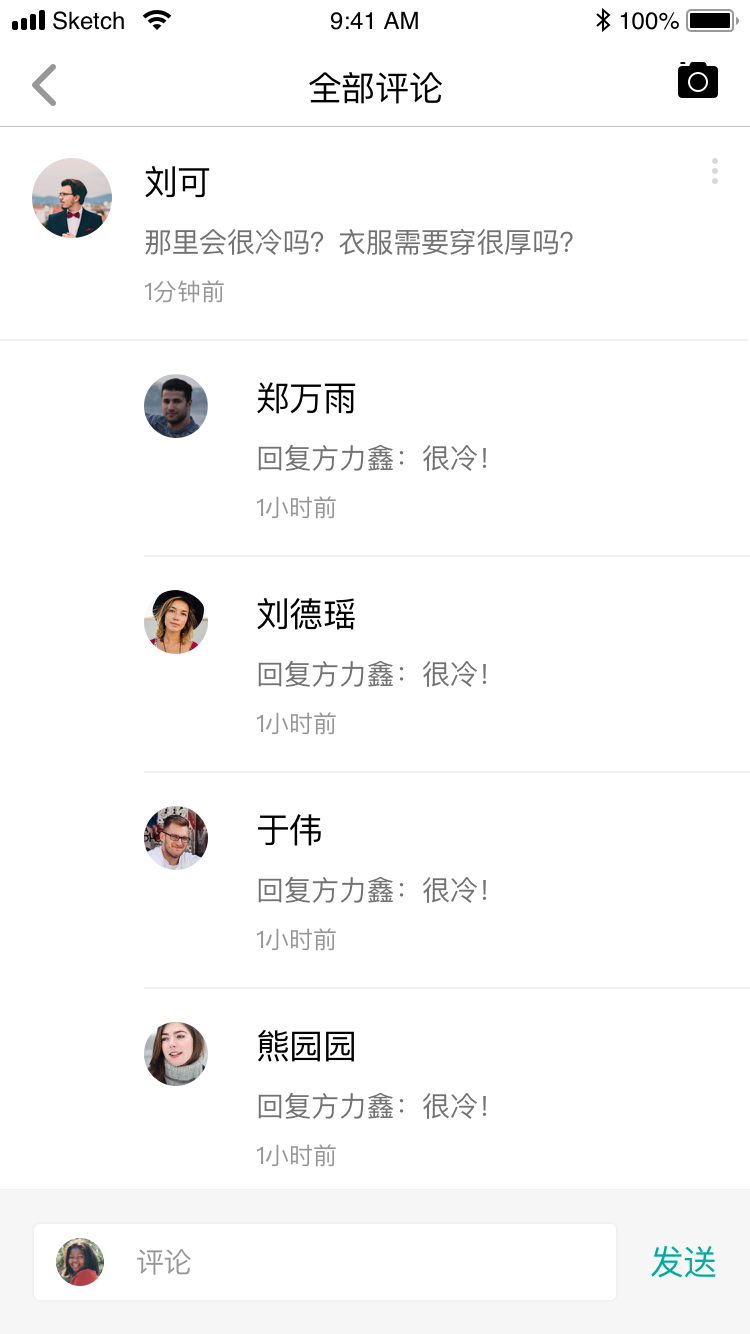 Sketch 9:41 AM 100%
全部评论
刘可
那里会很冷吗？衣服需要穿很厚吗？
1分钟前
郑万雨
回复方力鑫：很冷！
1小时前
刘德瑶
回复方力鑫：很冷！
1小时前
于伟
回复方力鑫：很冷！
1小时前
熊园园
回复方力鑫：很冷！
1小时前
评论 发送